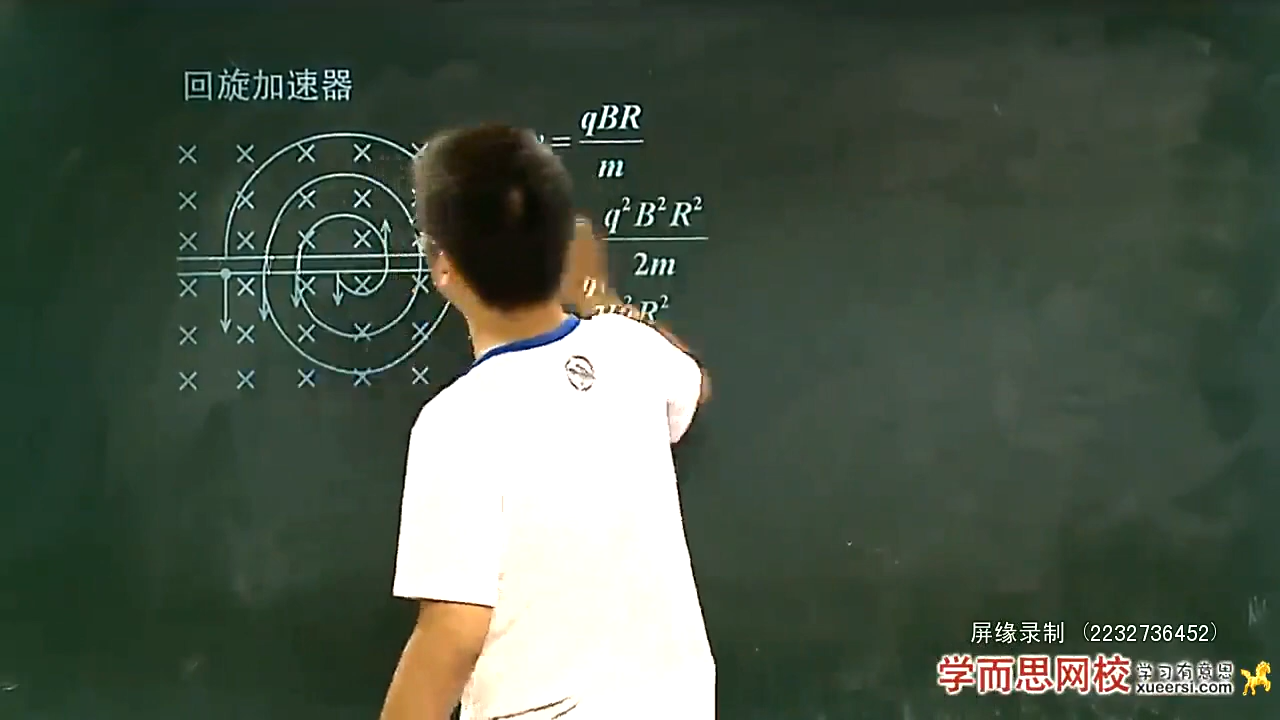 回旋加速器
= qBR / m
= q²B²R² / 2m
R²
屏缘录制 (2232736452)
学而思网校 学习有意思
xueersi.com